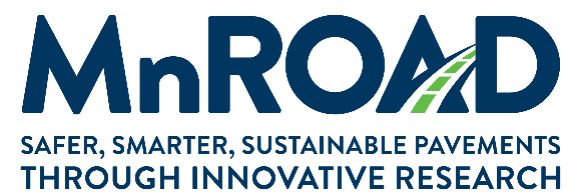 MnROAD
SAFER, SMARTER, SUSTAINABLE PAVEMENTS
THROUGH INNOVATIVE RESEARCH